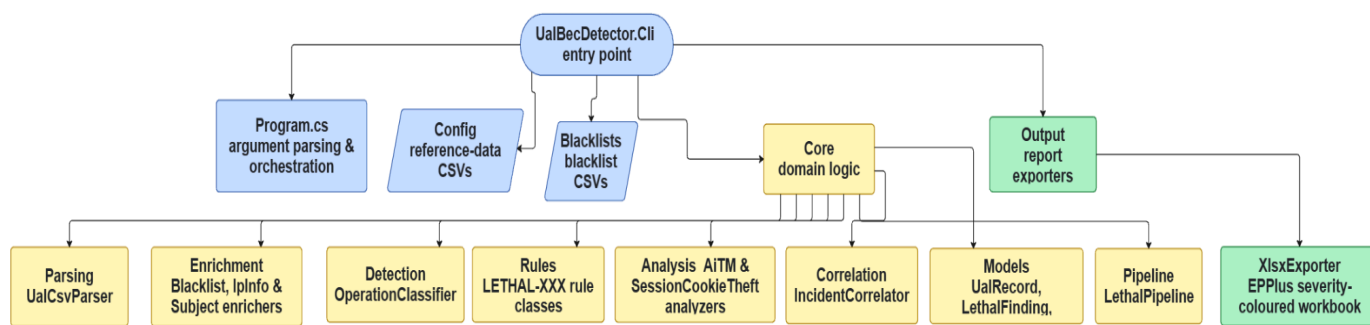 UalBecDetector.Cli
entry point
Program.cs
argument parsing &
orchestration
Config
reference-data
CSVs
Blacklists
blacklist
CSVs
Core
domain logic
Output
report
exporters
Parsing
UalCsvParser
Enrichment
Blacklist, IpInfo &
Subject enrichers
Detection
OperationClassifier
Rules
LETHAL-XXX rule
classes
Analysis AiTM &
SessionCookieTheft
analyzers
Correlation
IncidentCorrelator
Models
UalRecord,
LethalFinding,
Pipeline
LethalPipeline
XlsxExporter
EPPlus severity-
coloured workbook